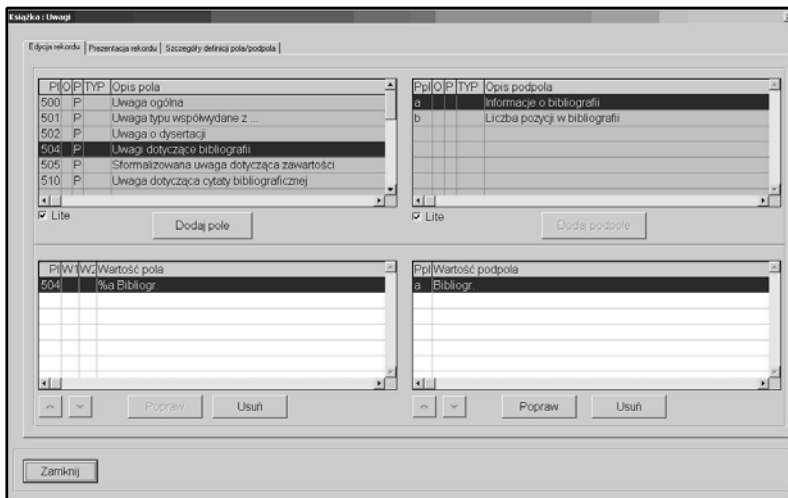 Książka : Uwagi
Edycja rekordu Prezentacja rekordu Szczegóły definicji pola/podpola
Pl O P TYP Opis pola
500 P Uwaga ogólna
501 P Uwaga typu współwydane z ...
502 P Uwaga o dysertacji
504 P Uwagi dotyczące bibliografii
505 P Sformalizowana uwaga dotycząca zawartości
510 P Uwaga dotycząca cytaty bibliograficznej
Lite
Dodaj pole
Ppl O P TYP Opis podpola
a Informacje o bibliografii
b Liczba pozycji w bibliografii
Lite
Dodaj podpole
Pl W1 W2 Wartość pola
504 %a Bibliogr.
Popraw Usuń
Ppl Wartość podpola
a Bibliogr.
Popraw Usuń
Zamknij